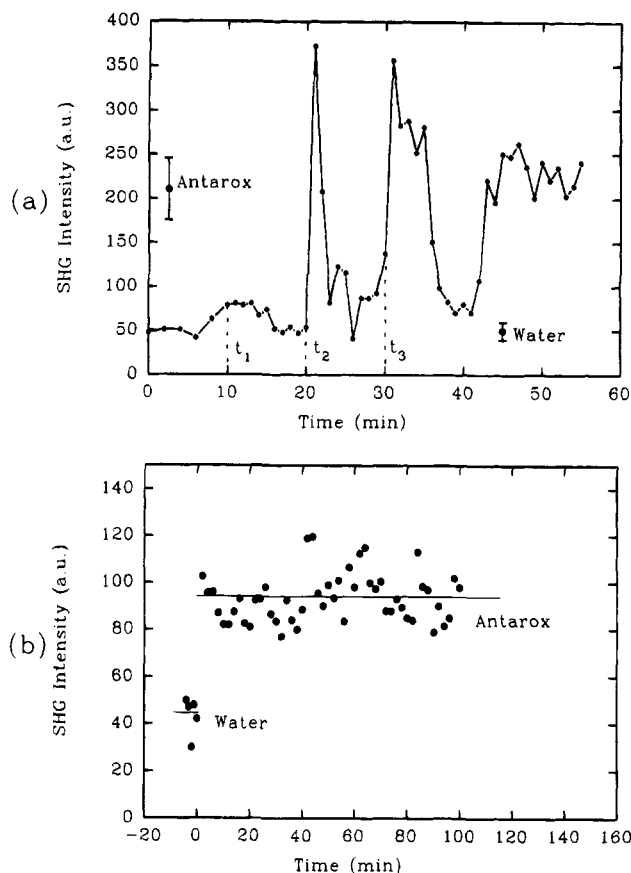 (a)
SHG Intensity (a.u.)
400
350
300
250
200
150
100
50
0
Antarox
Water
t₁
t₂
t₃
0 10 20 30 40 50 60
Time (min)
(b)
SHG Intensity (a.u.)
140
120
100
80
60
40
20
0
Antarox
Water
−20 0 20 40 60 80 100 120 140 160
Time (min)